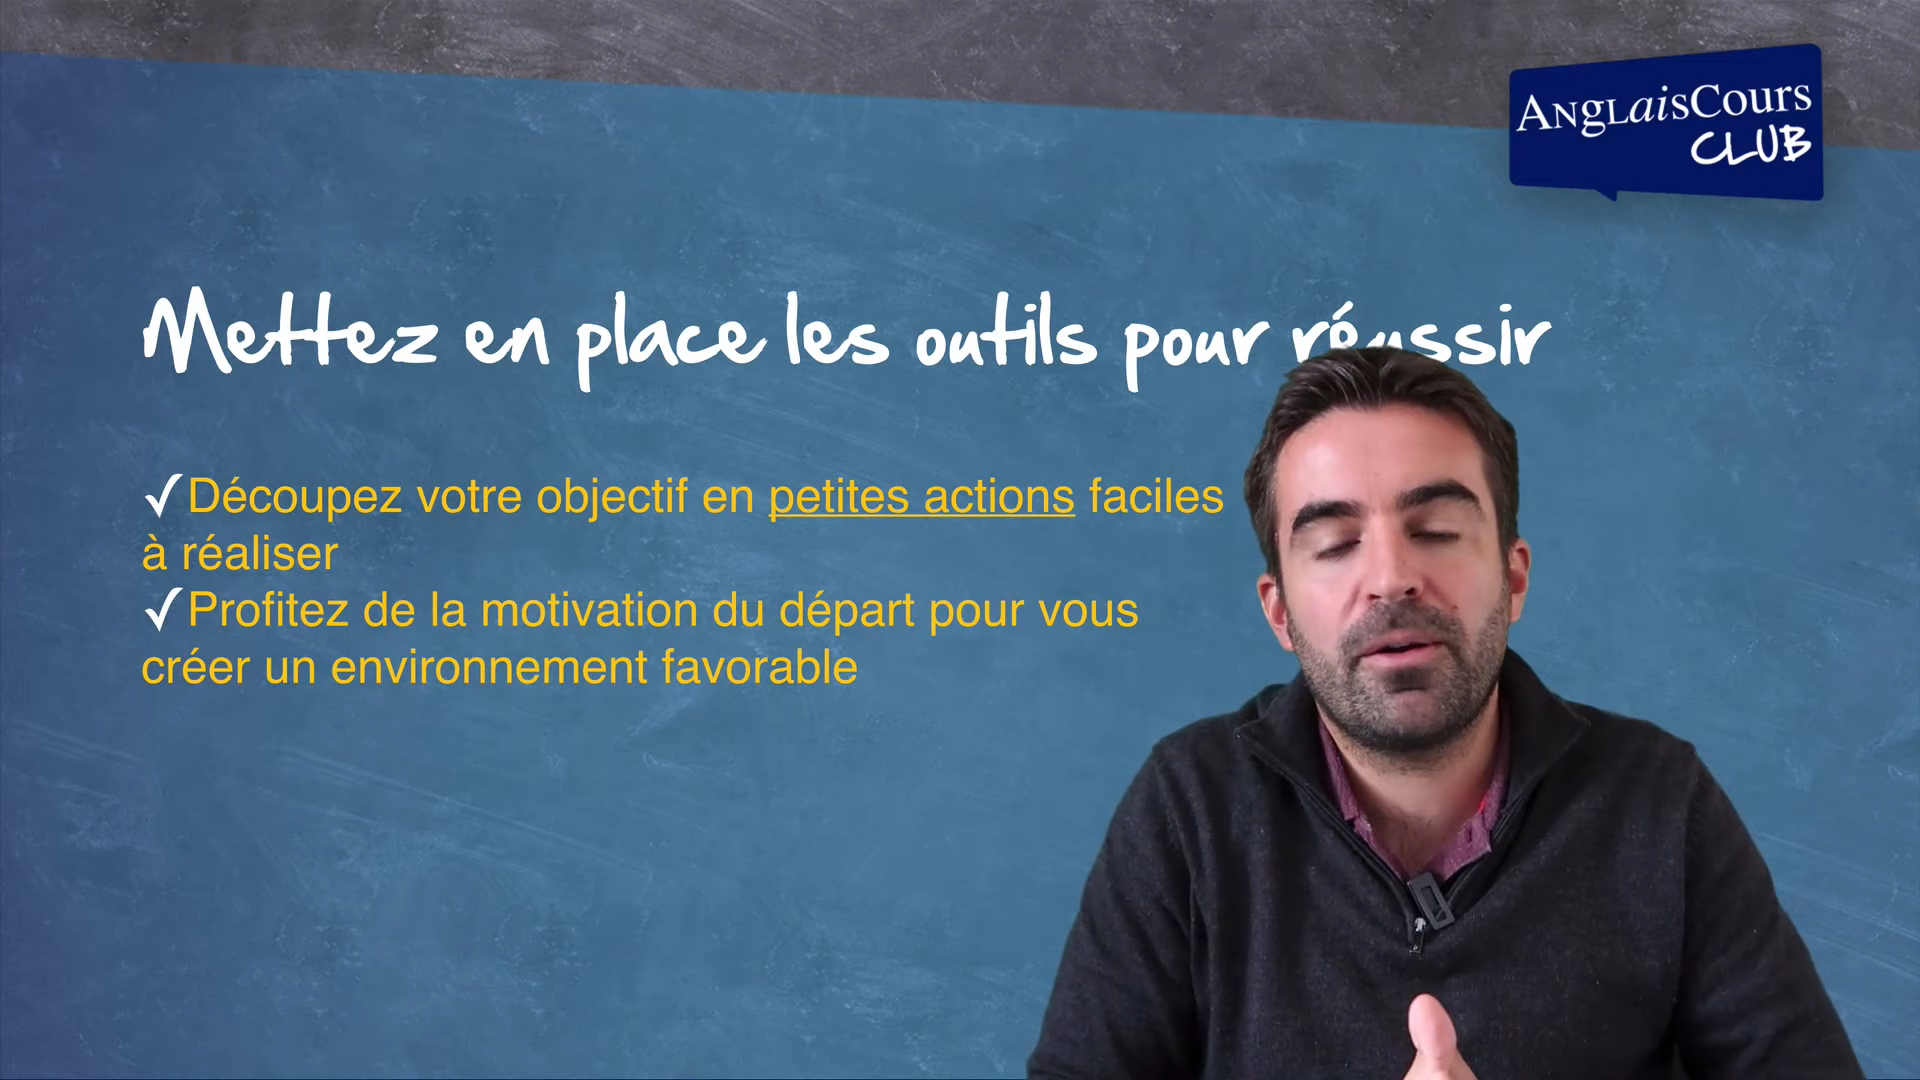 AnglaisCours
CLUB
Mettez en place les outils pour réussir
✓Découpez votre objectif en petites actions faciles
à réaliser
✓Profitez de la motivation du départ pour vous
créer un environnement favorable